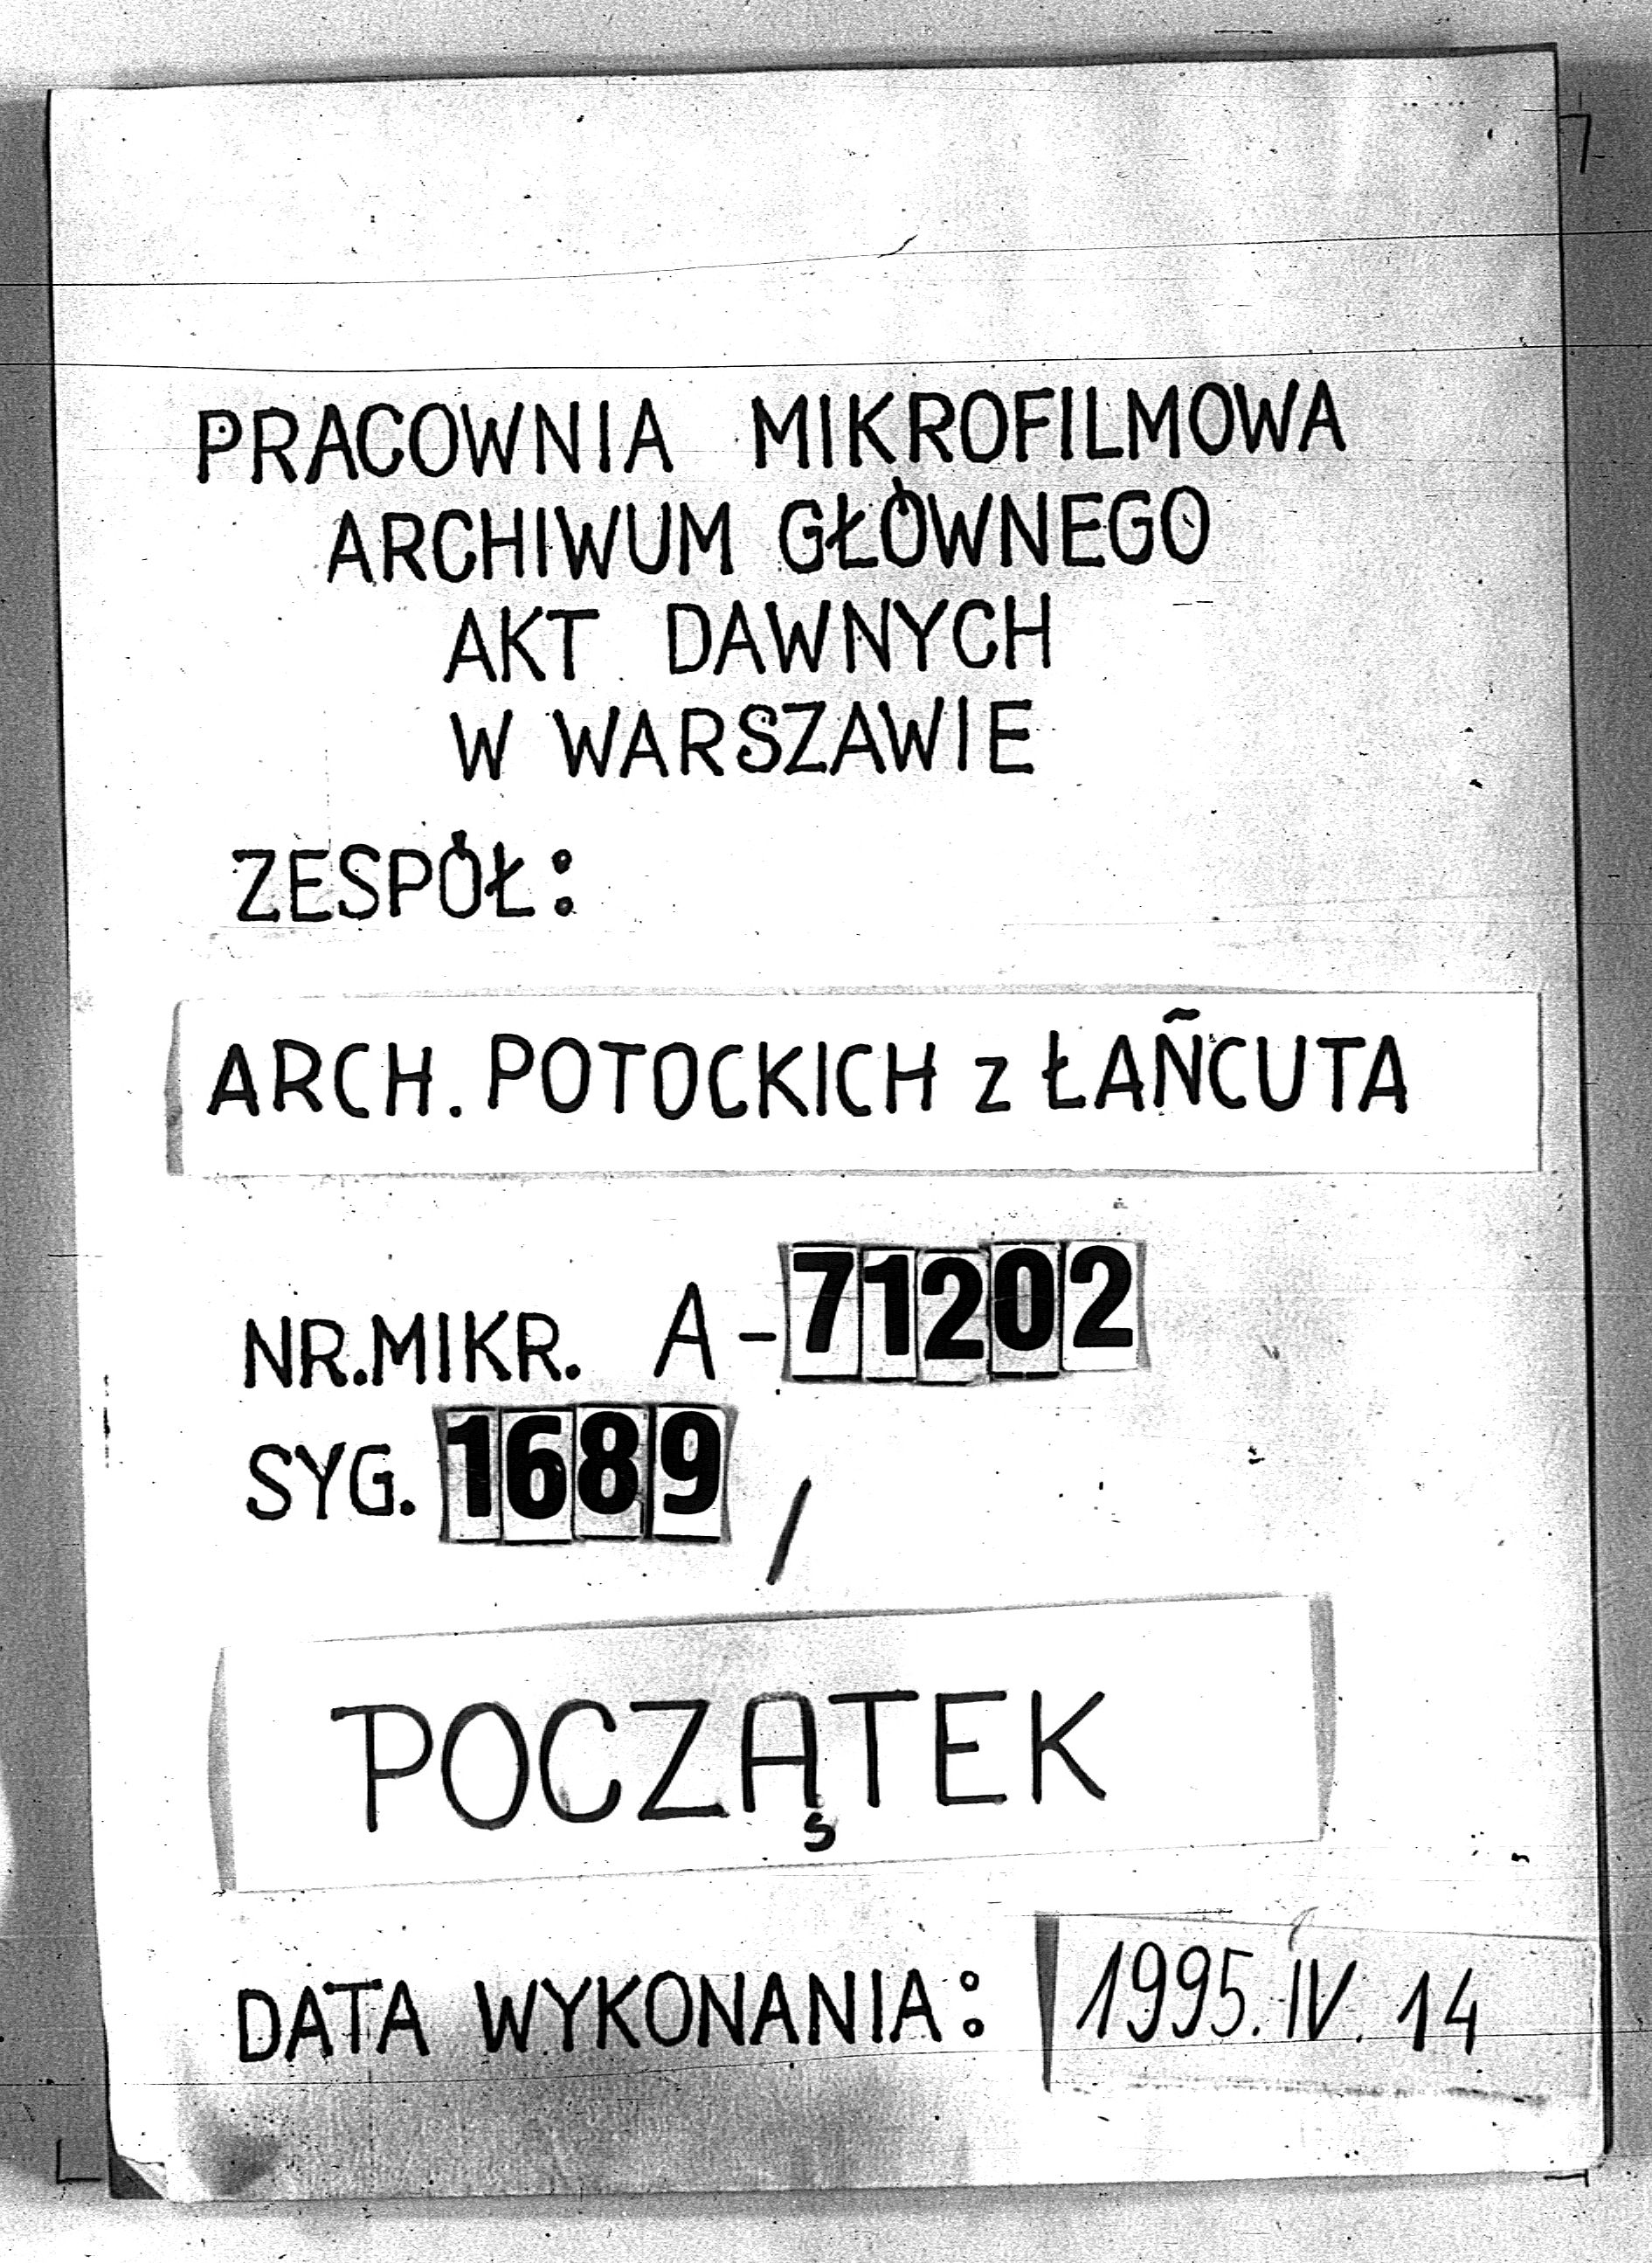 PRACOWNIA MIKROFILMOWA
ARCHIWUM GŁÓWNEGO
AKT DAWNYCH
W WARSZAWIE
ZESPÓŁ:
ARCH. POTOCKICH z ŁAŃCUTA
NR.MIKR. A-71202
SYG. 1689 /
POCZĄTEK
DATA WYKONANIA: 1995.IV.14